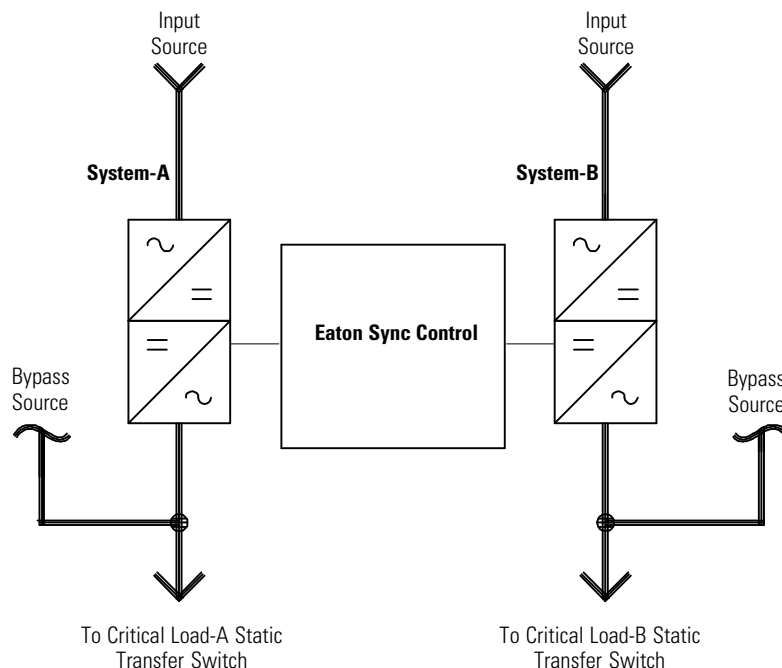 Input
Source
Input
Source
System-A
System-B
Eaton Sync Control
Bypass
Source
Bypass
Source
To Critical Load-A Static
Transfer Switch
To Critical Load-B Static
Transfer Switch